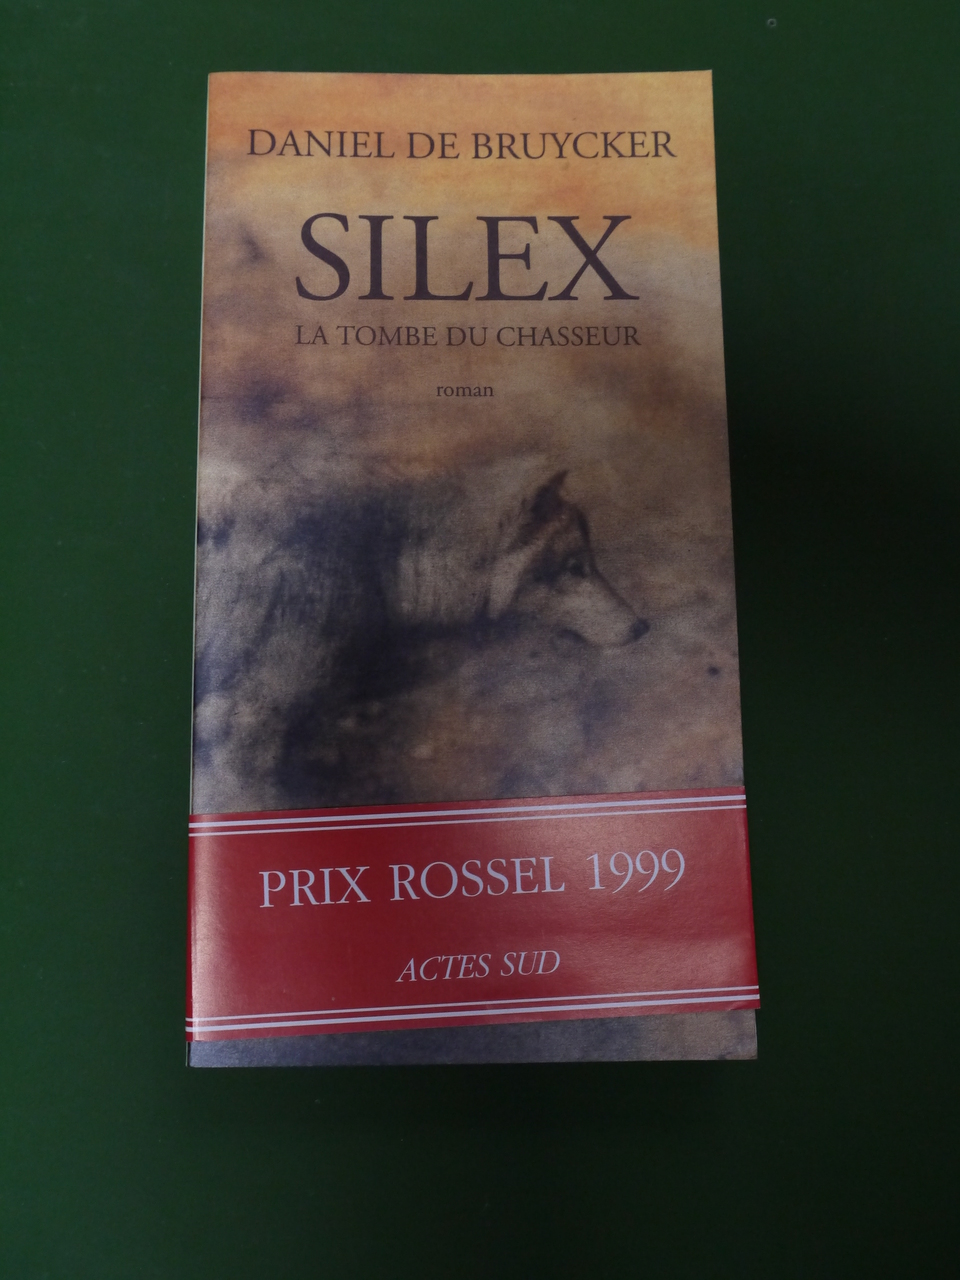 DANIEL DE BRUYCKER
SILEX
LA TOMBE DU CHASSEUR
roman
PRIX ROSSEL 1999
ACTES SUD